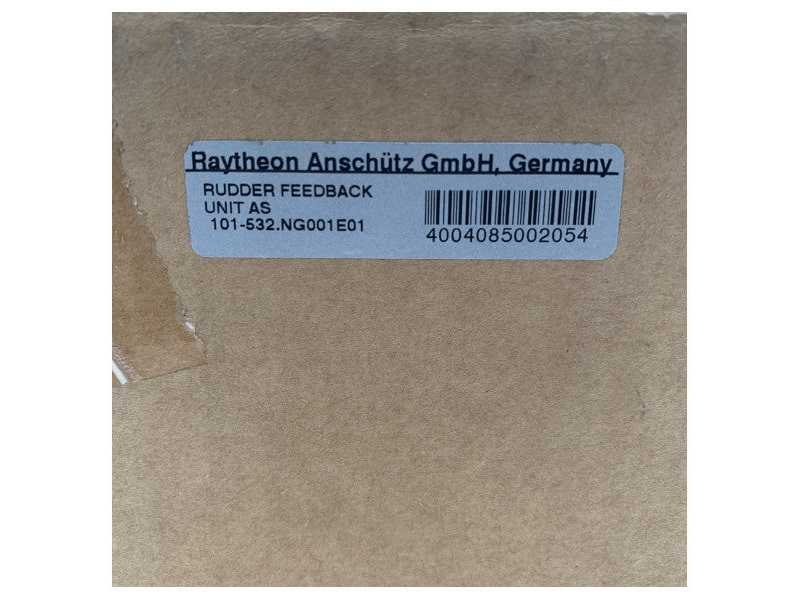 Raytheon Anschütz GmbH, Germany
RUDDER FEEDBACK
UNIT AS
101-532.NG001E01
4004085002054